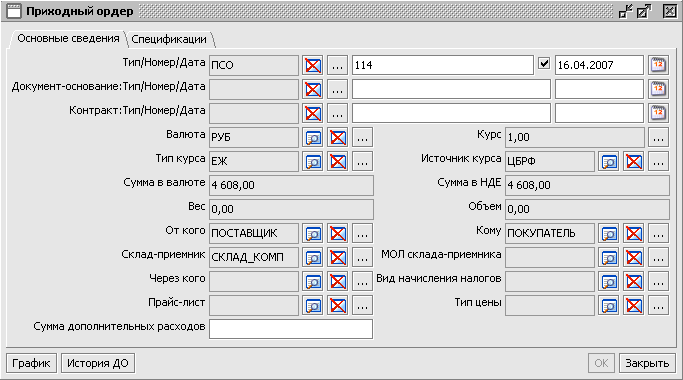 Приходный ордер
Основные сведения Спецификации
Тип/Номер/Дата ПСО ... 114 16.04.2007 12
Документ-основание:Тип/Номер/Дата ... 12
Контракт:Тип/Номер/Дата ... 12
Валюта РУБ ... Курс 1,00 ...
Тип курса ЕЖ ... Источник курса ЦБРФ ...
Сумма в валюте 4 608,00 Сумма в НДЕ 4 608,00
Вес 0,00 Объем 0,00
От кого ПОСТАВЩИК ... Кому ПОКУПАТЕЛЬ ...
Склад-приемник СКЛАД_КОМП ... МОЛ склада-приемника ...
Через кого ... Вид начисления налогов ...
Прайс-лист ... Тип цены ...
Сумма дополнительных расходов
График История ДО OK Закрыть